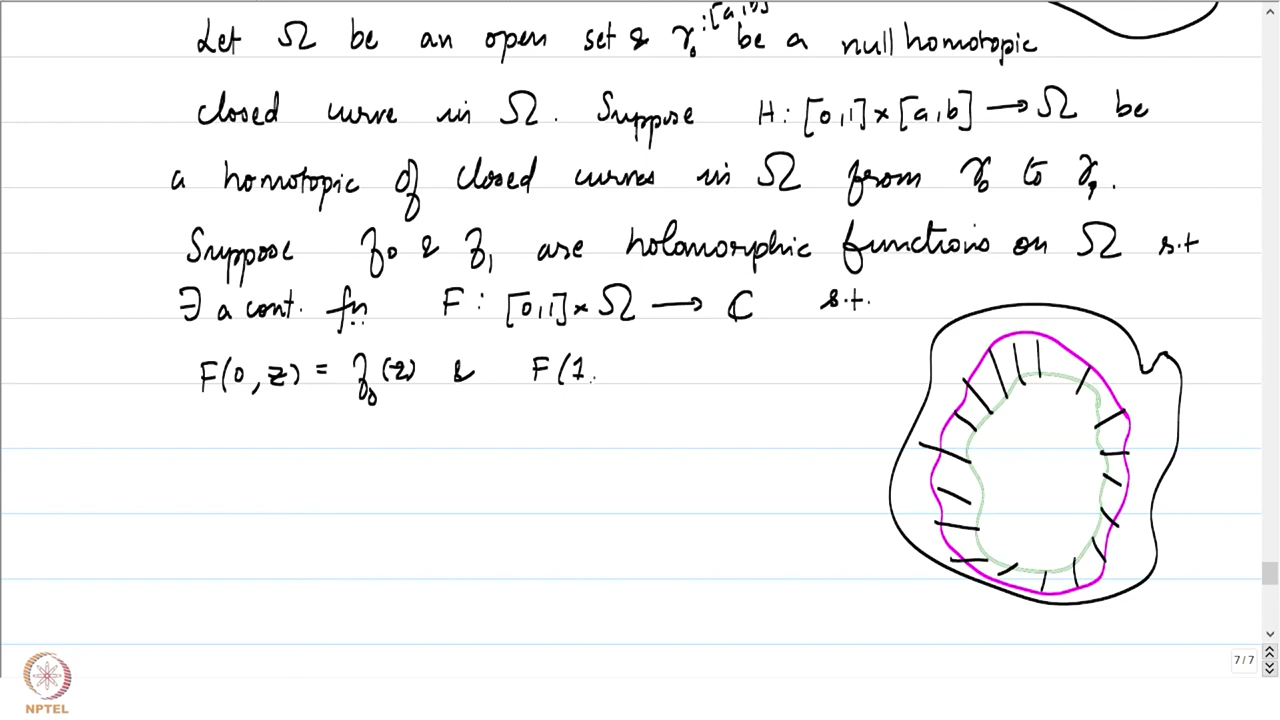 Let Ω be an open set & γ₀ : [a,b] be a null homotopic
closed curve in Ω. Suppose H : [0,1] × [a,b] → Ω be
a homotopic of closed curves in Ω from γ₀ to γ₁.
Suppose f₀ & f₁ are holomorphic functions on Ω s.t
∃ a cont. fn F : [0,1] × Ω → ℂ s.t.
F(0, z) = f₀(z) & F(1.
7/7
NPTEL